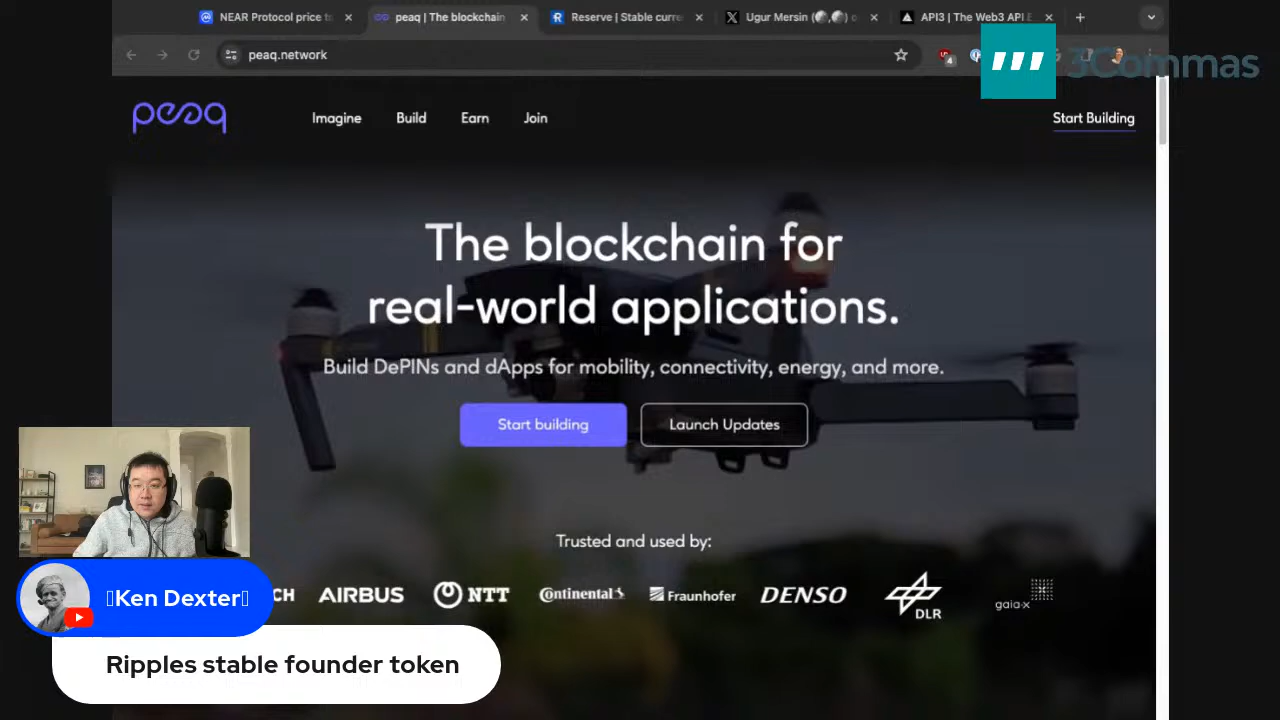 NEAR Protocol price t
peaq | The blockchain
Reserve | Stable curre
Ugur Mersin
API3 | The Web3 API E
peaq.network
4
3Commas
peaq
Imagine
Build
Earn
Join
Start Building
The blockchain for
real-world applications.
Build DePINs and dApps for mobility, connectivity, energy, and more.
Start building
Launch Updates
Trusted and used by:
CH
AIRBUS
NTT
Continental
Fraunhofer
DENSO
DLR
gaia-x
Ken Dexter
Ripples stable founder token